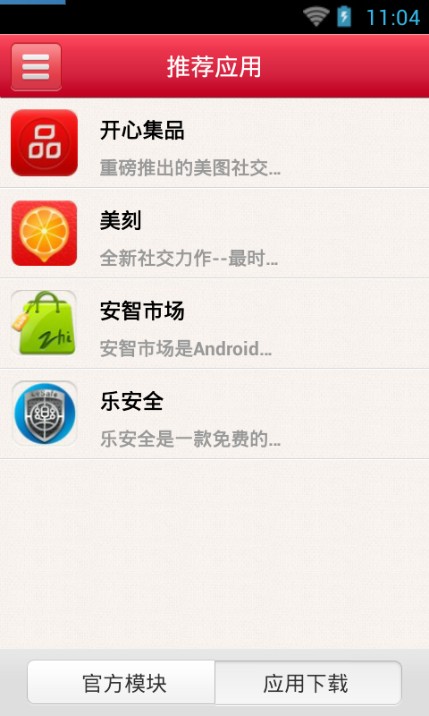 11:04
推荐应用
开心集品
重磅推出的美图社交...
美刻
全新社交力作--最时...
安智市场
Zhi
安智市场是Android...
乐安全
乐安全是一款免费的...
官方模块
应用下载